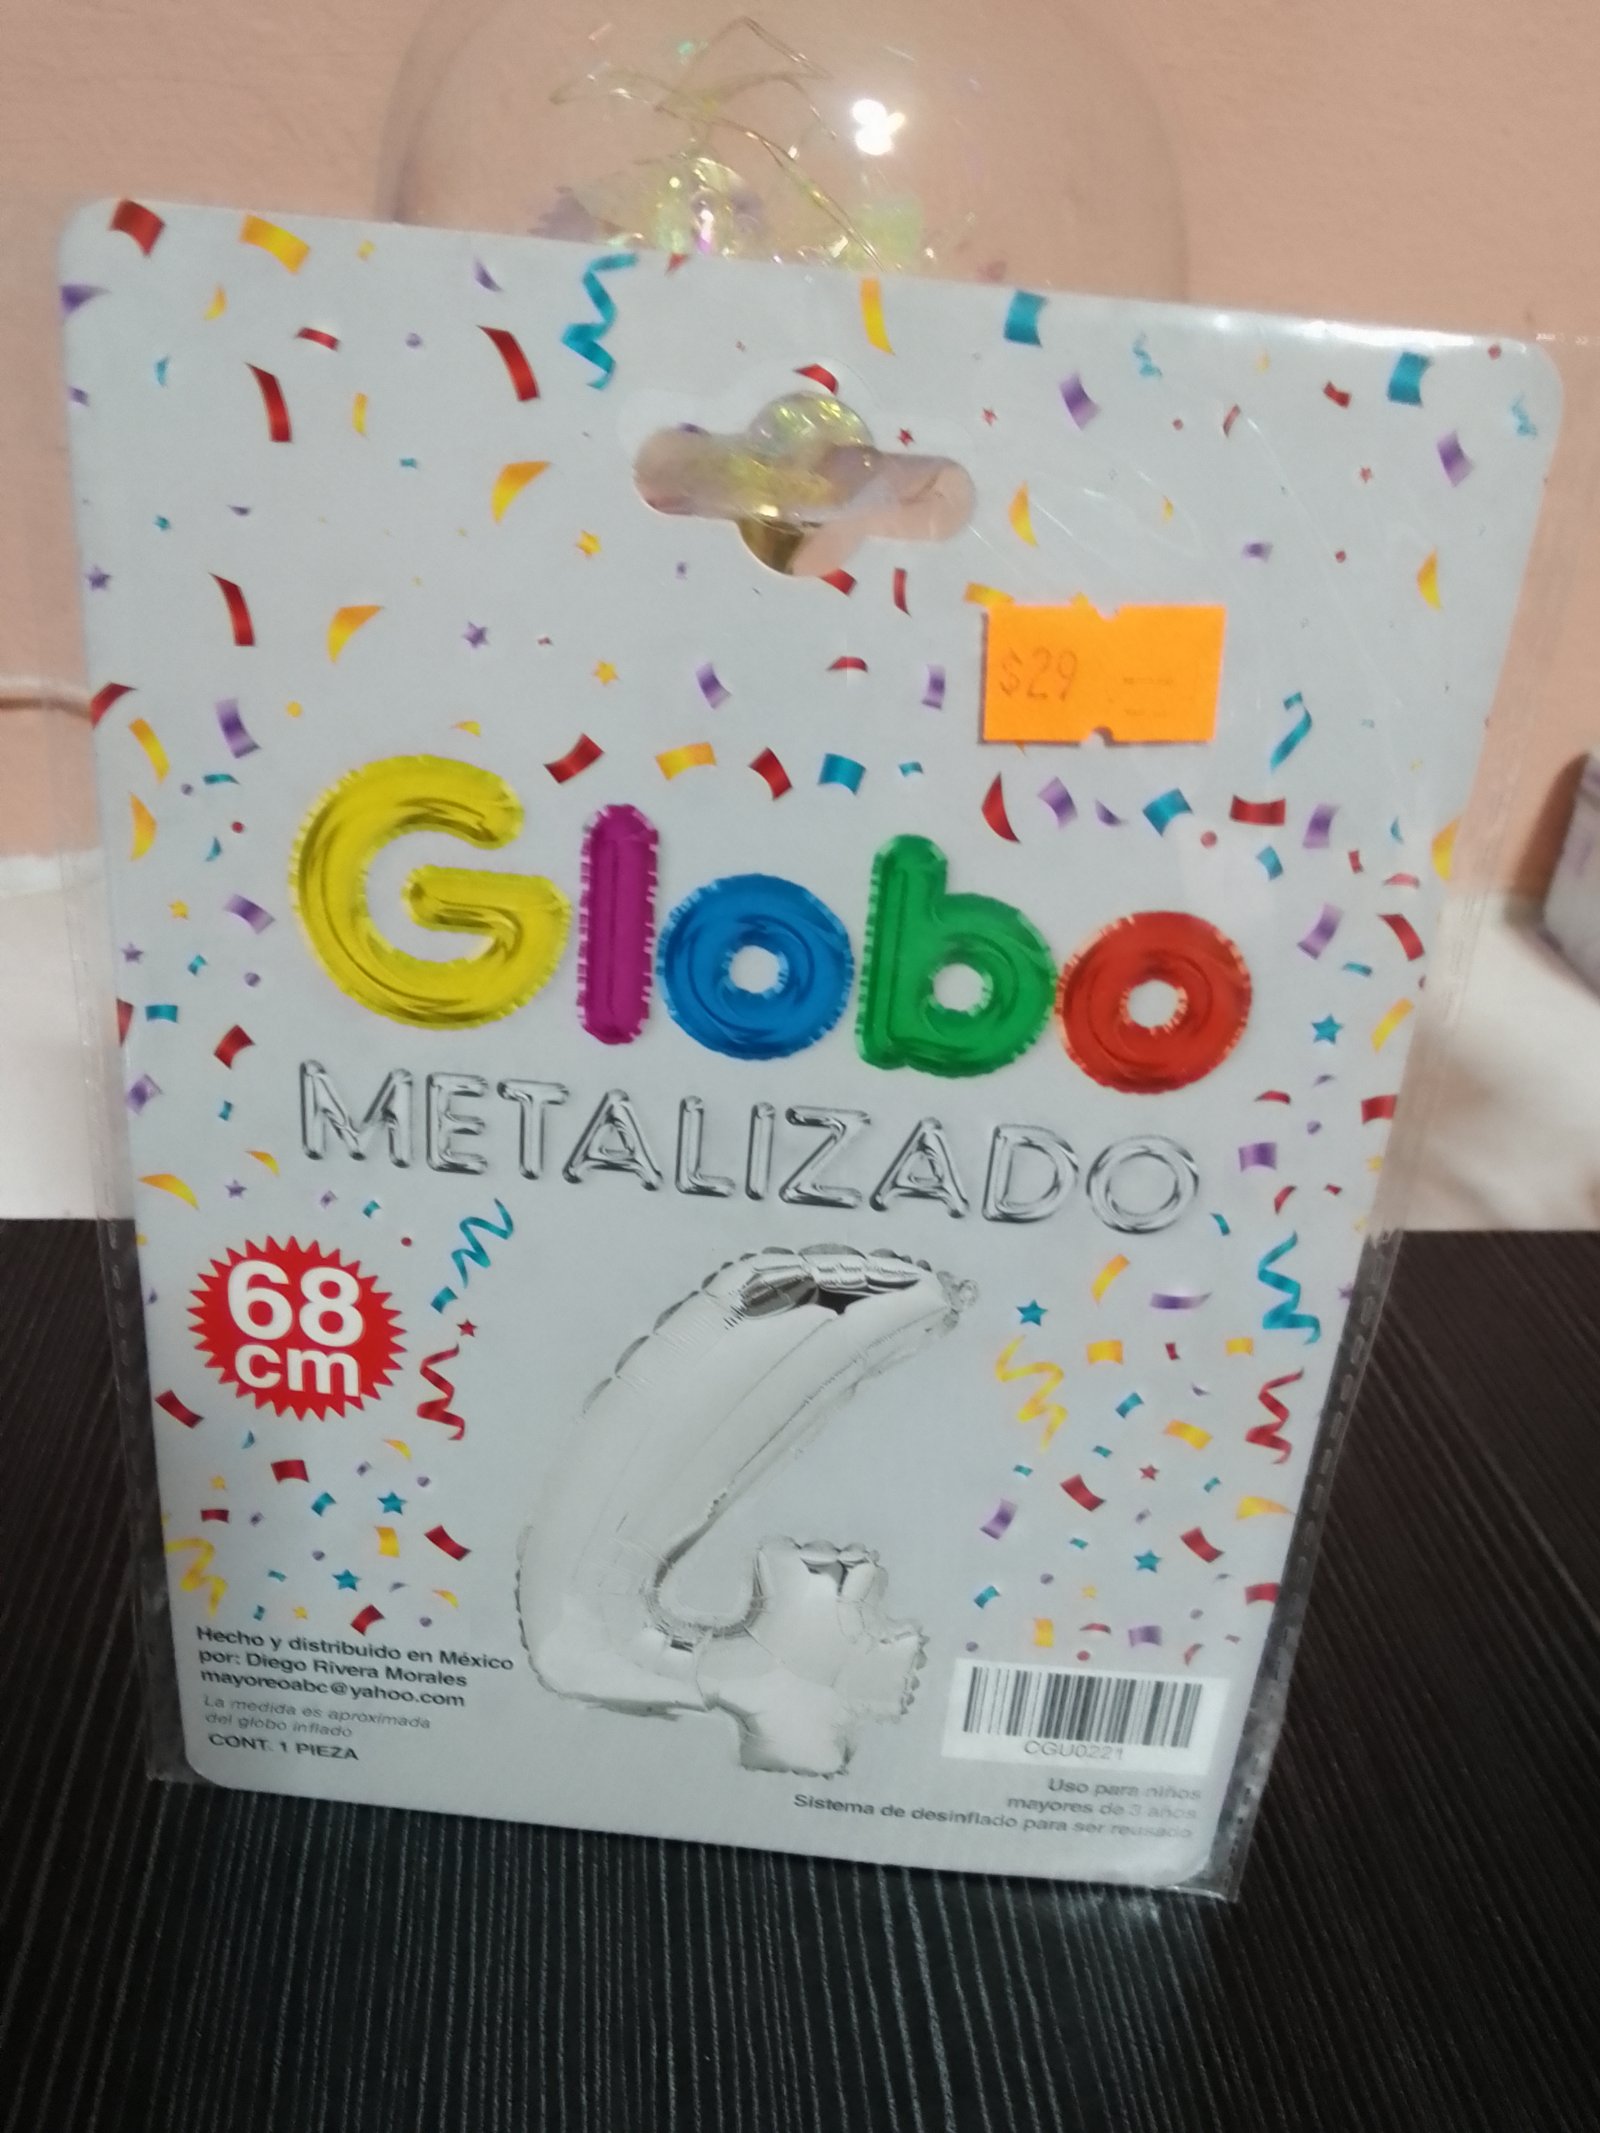 $29
Globo
METALIZADO
68
cm
4
Hecho y distribuido en México
por: Diego Rivera Morales
mayoreoabc@yahoo.com
La medida es aproximada
del globo inflado
CONT. 1 PIEZA
CGU0221
Uso para niños
mayores de 3 años
Sistema de desinflado para ser reusado